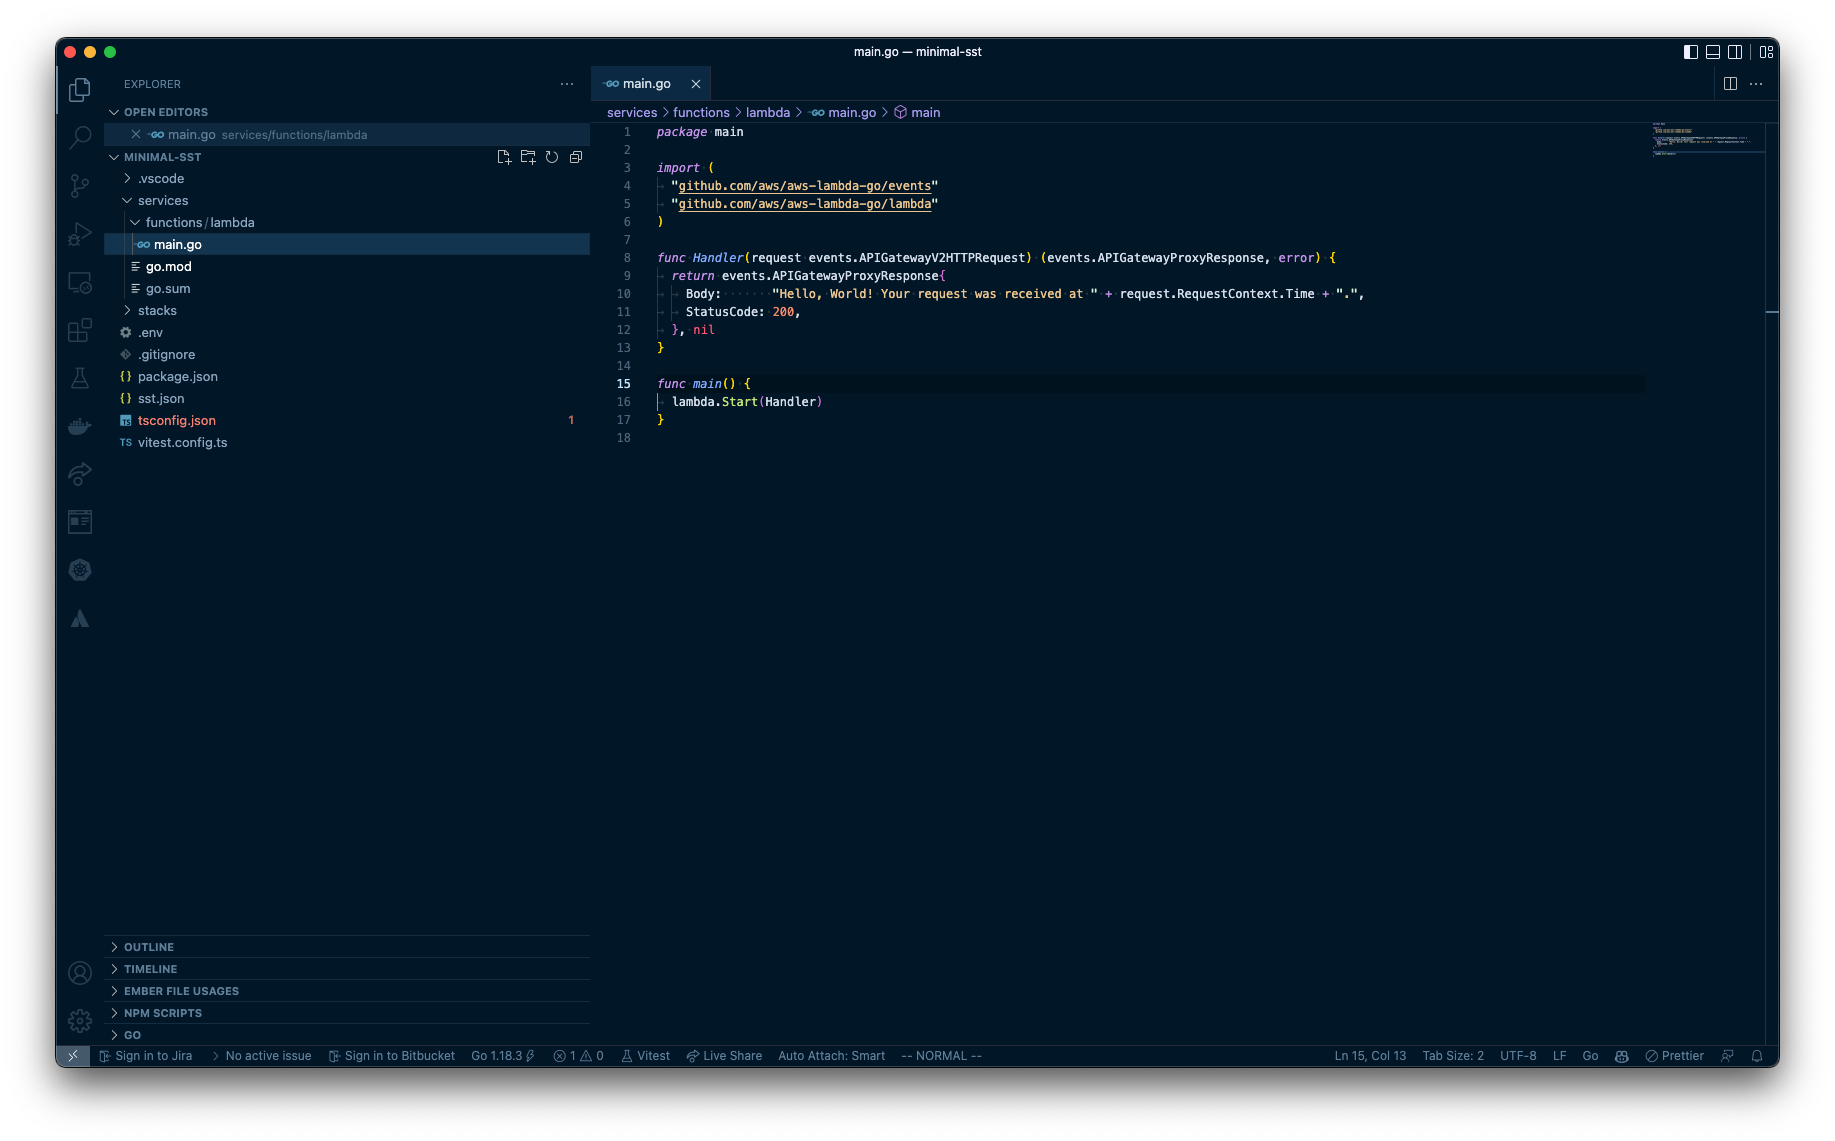 main.go — minimal-sst
EXPLORER
OPEN EDITORS
main.go services/functions/lambda
MINIMAL-SST
.vscode
services
functions / lambda
main.go
go.mod
go.sum
stacks
.env
.gitignore
package.json
sst.json
tsconfig.json 1
vitest.config.ts
OUTLINE
TIMELINE
EMBER FILE USAGES
NPM SCRIPTS
GO
main.go
services > functions > lambda > main.go > main
1 package main
2
3 import (
4 "github.com/aws/aws-lambda-go/events"
5 "github.com/aws/aws-lambda-go/lambda"
6 )
7
8 func Handler(request events.APIGatewayV2HTTPRequest) (events.APIGatewayProxyResponse, error) {
9 return events.APIGatewayProxyResponse{
10 Body: "Hello, World! Your request was received at " + request.RequestContext.Time + ".",
11 StatusCode: 200,
12 }, nil
13 }
14
15 func main() {
16 lambda.Start(Handler)
17 }
18
Sign in to Jira No active issue Sign in to Bitbucket Go 1.18.3 1 0 Vitest Live Share Auto Attach: Smart -- NORMAL -- Ln 15, Col 13 Tab Size: 2 UTF-8 LF Go Prettier